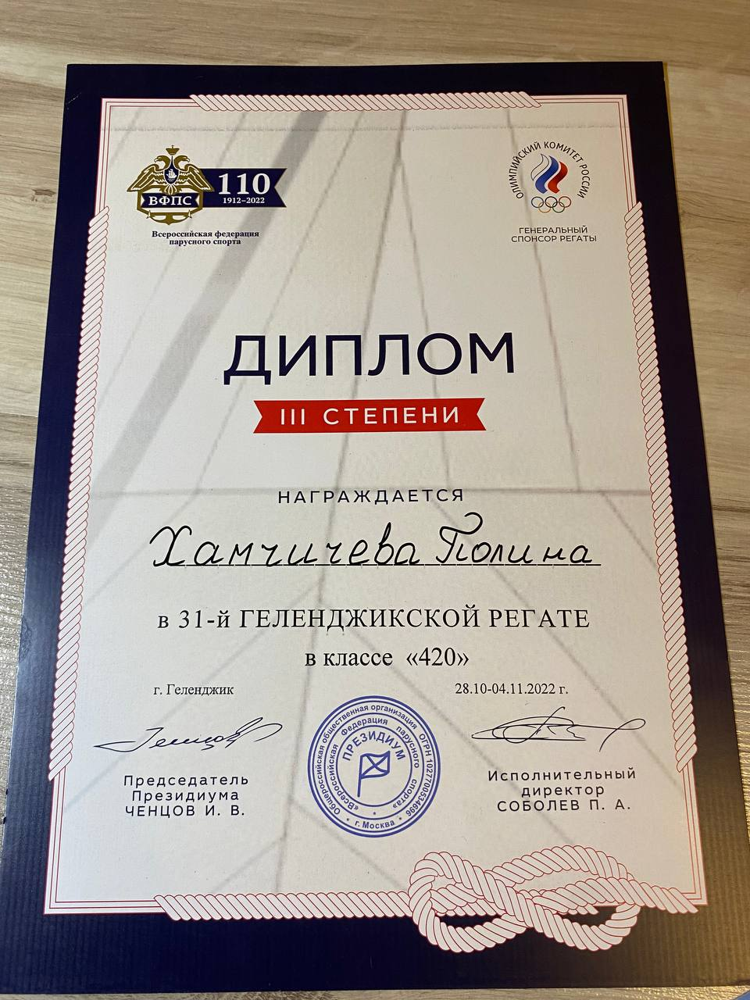 ВФПС
110
1912–2022
Всероссийская федерация
парусного спорта
ОЛИМПИЙСКИЙ КОМИТЕТ РОССИИ
ГЕНЕРАЛЬНЫЙ
СПОНСОР РЕГАТЫ
ДИПЛОМ
III СТЕПЕНИ
НАГРАЖДАЕТСЯ
Хамчичева Полина
в 31-й ГЕЛЕНДЖИКСКОЙ РЕГАТЕ
в классе «420»
г. Геленджик
28.10-04.11.2022 г.
Общероссийская общественная организация ОГРН 1027700534696
«Всероссийская Федерация парусного спорта»
ПРЕЗИДИУМ
* г. Москва *
Председатель
Президиума
ЧЕНЦОВ И. В.
Исполнительный
директор
СОБОЛЕВ П. А.